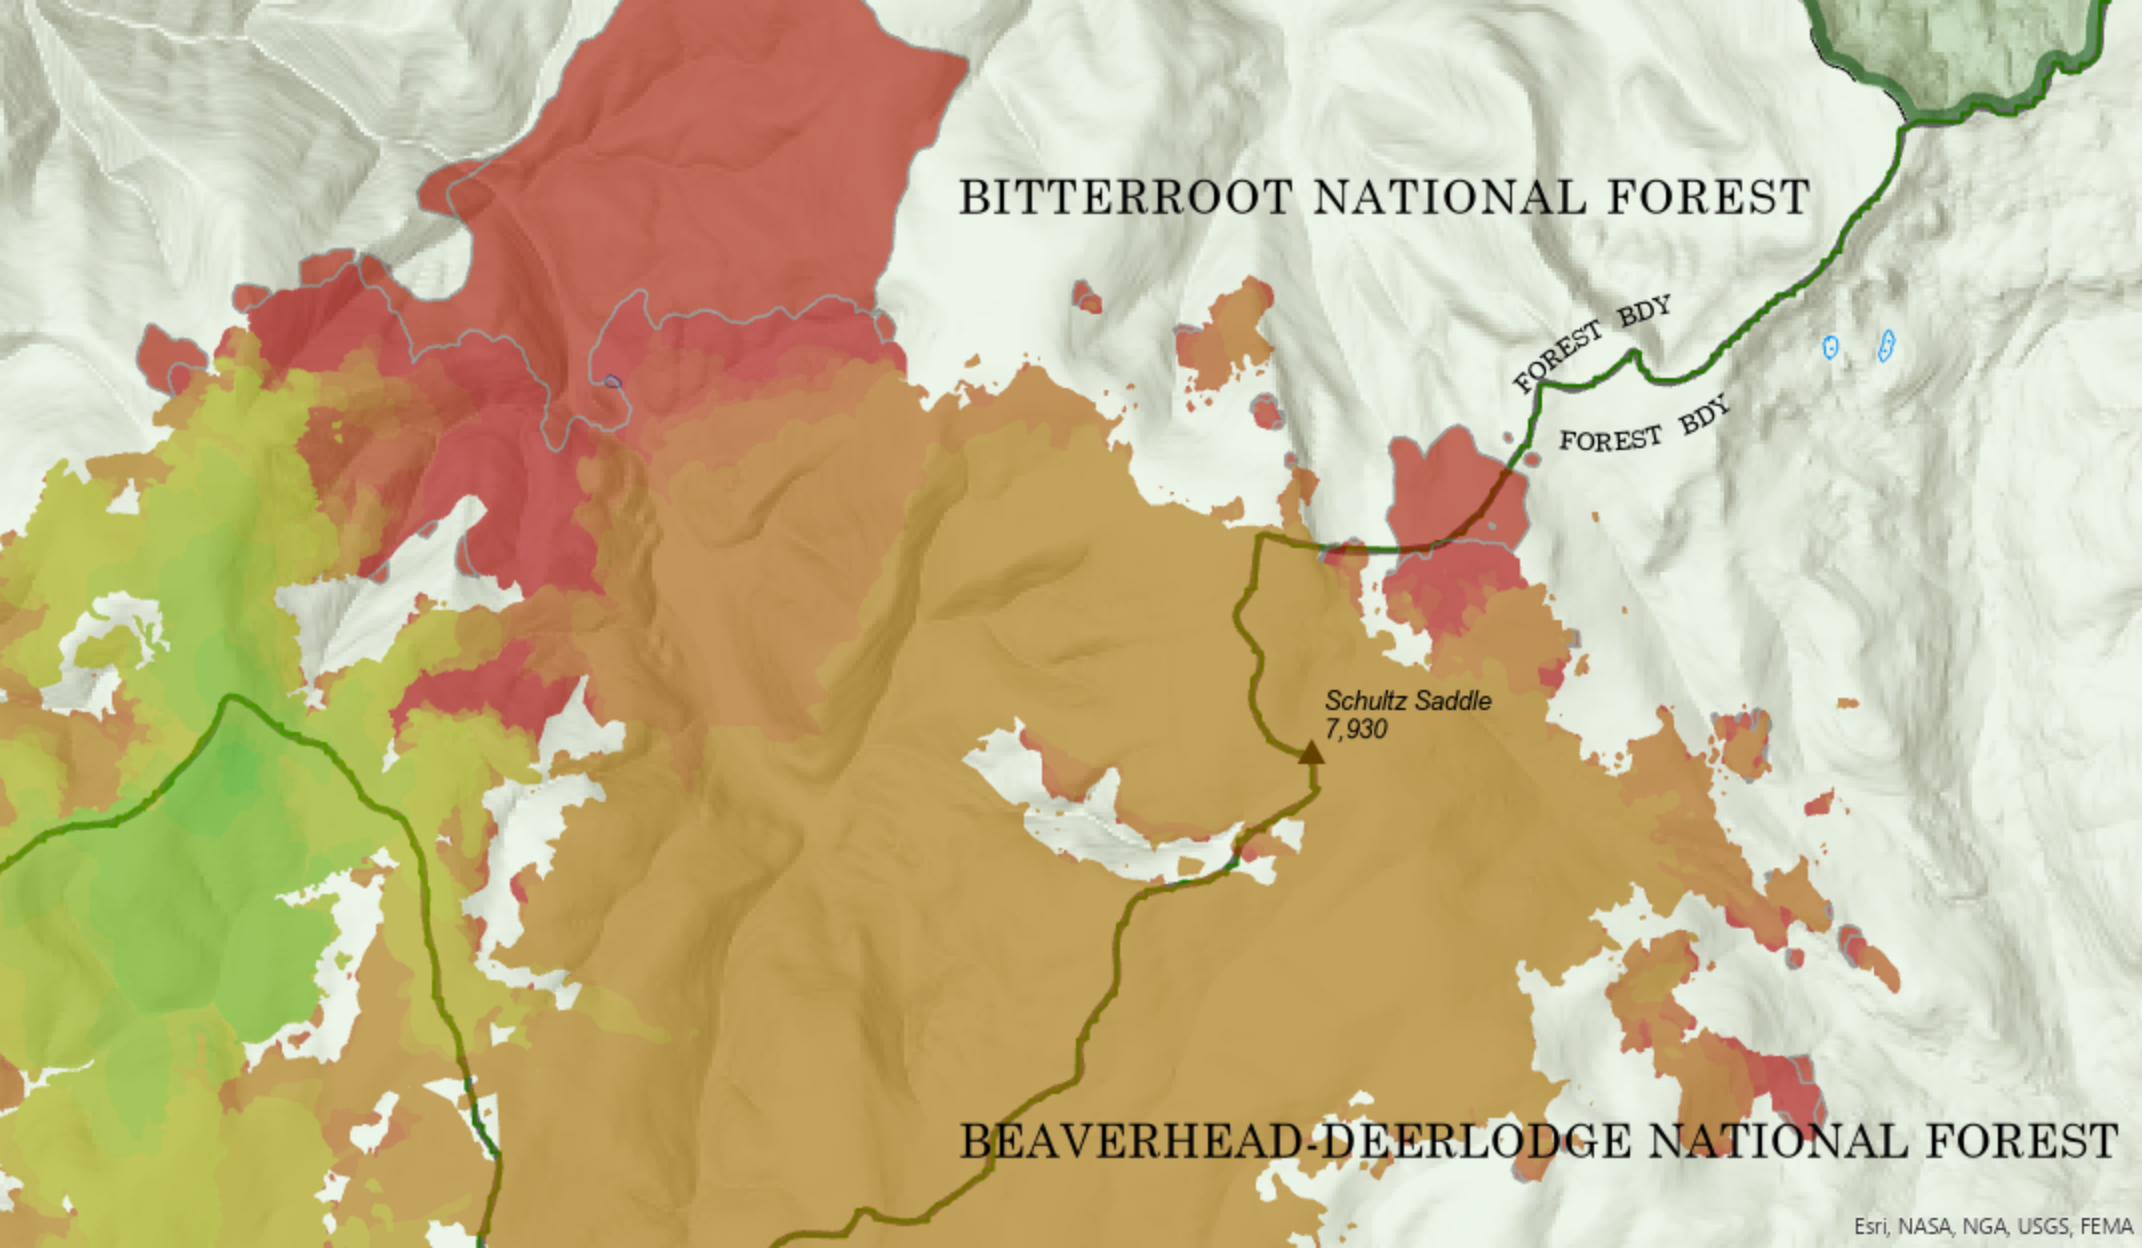 BITTERROOT NATIONAL FOREST
FOREST BDY
FOREST BDY
Schultz Saddle
7,930
BEAVERHEAD-DEERLODGE NATIONAL FOREST
Esri, NASA, NGA, USGS, FEMA